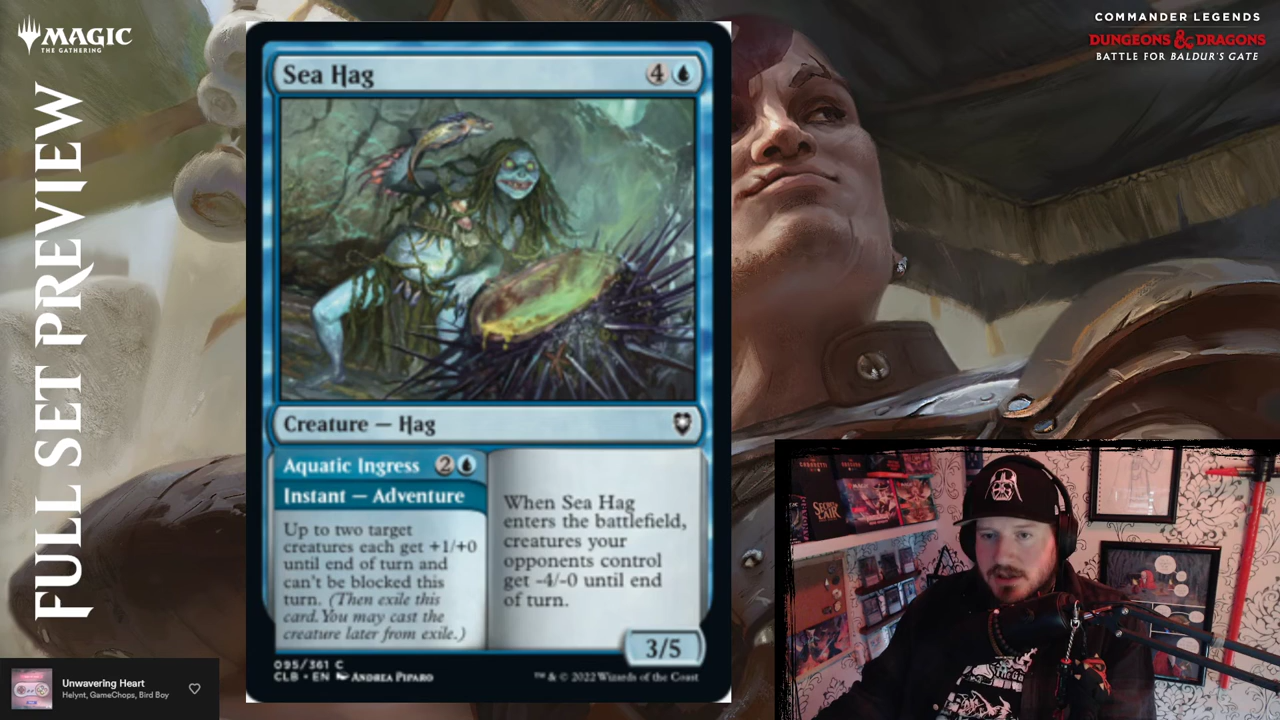 MAGIC
THE GATHERING
FULL SET PREVIEW
COMMANDER LEGENDS
DUNGEONS & DRAGONS
BATTLE FOR BALDUR'S GATE
Sea Hag 4
Creature — Hag
Aquatic Ingress 2
Instant — Adventure
Up to two target
creatures each get +1/+0
until end of turn and
can't be blocked this
turn. (Then exile this
card. You may cast the
creature later from exile.)
When Sea Hag
enters the battlefield,
creatures your
opponents control
get -4/-0 until end
of turn.
3/5
095/361 C
CLB • EN ANDREA PIPARO
™ & © 2022 Wizards of the Coast
SECRET
LAIR
Unwavering Heart
Helynt, GameChops, Bird Boy